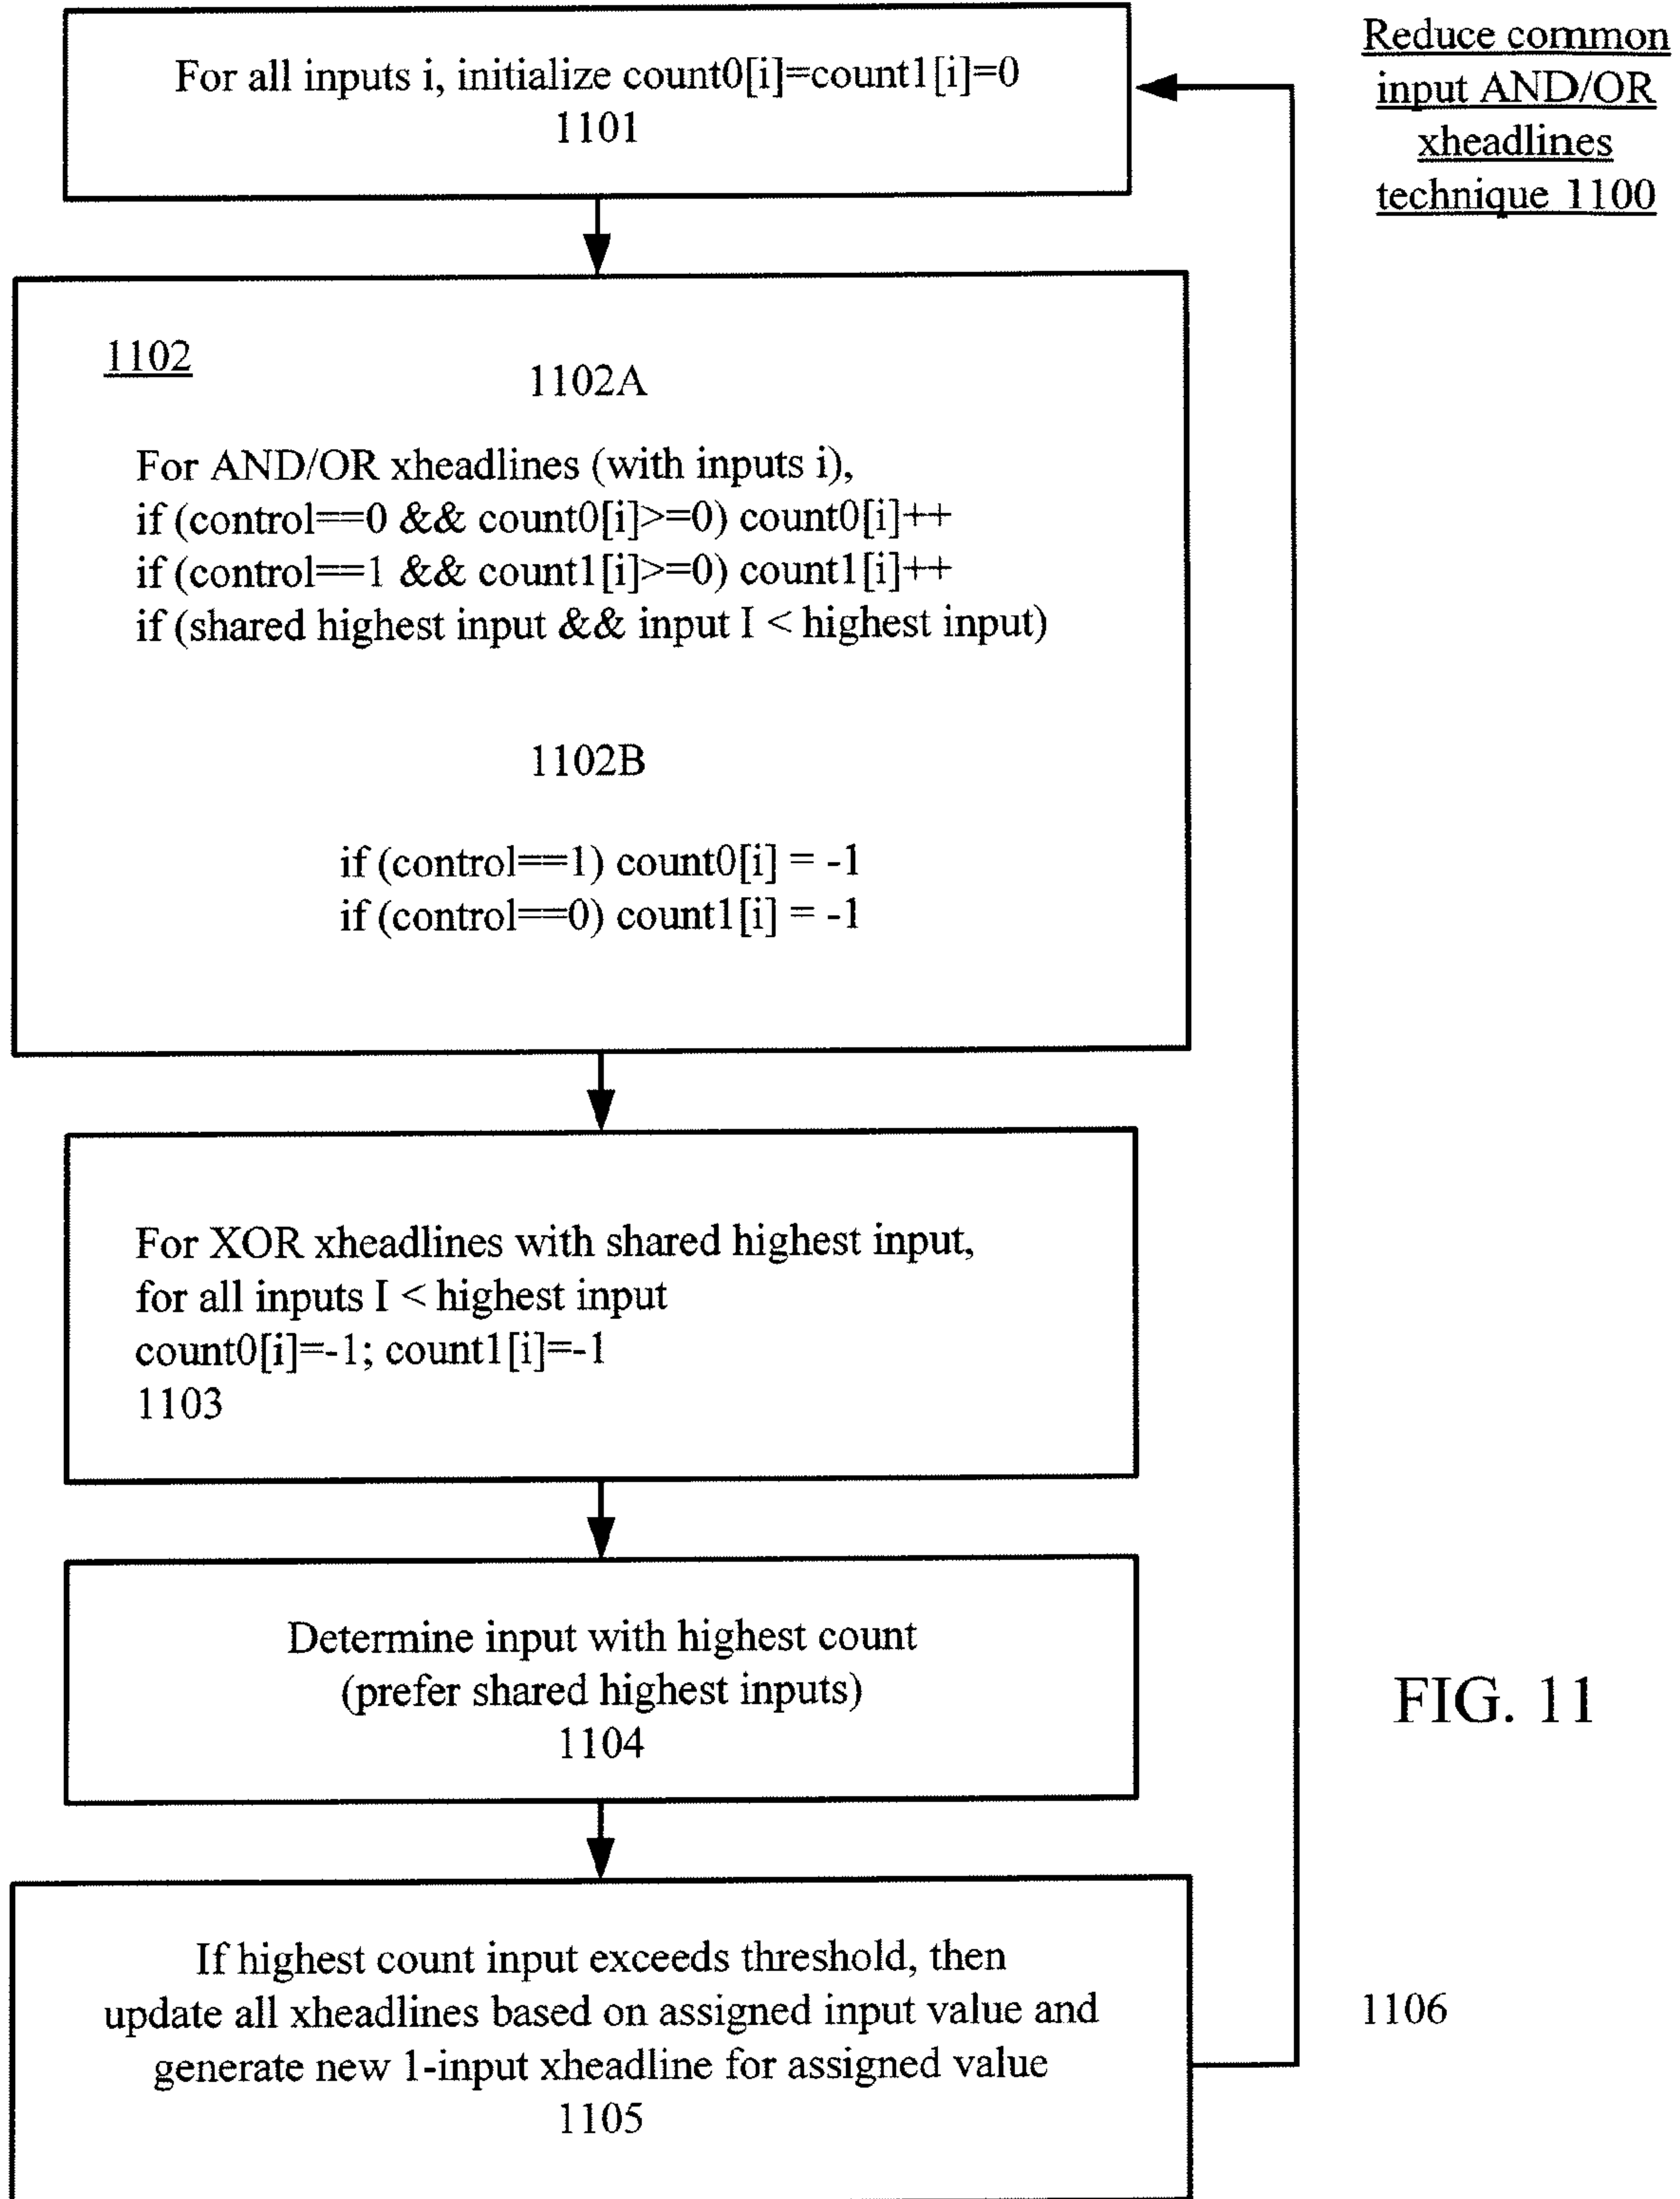 Reduce common
input AND/OR
xheadlines
technique 1100
For all inputs i, initialize count0[i]=count1[i]=0
1101
1102
1102A
For AND/OR xheadlines (with inputs i),
if (control==0 && count0[i]>=0) count0[i]++
if (control==1 && count1[i]>=0) count1[i]++
if (shared highest input && input I < highest input)
1102B
if (control==1) count0[i] = -1
if (control==0) count1[i] = -1
For XOR xheadlines with shared highest input,
for all inputs I < highest input
count0[i]=-1; count1[i]=-1
1103
Determine input with highest count
(prefer shared highest inputs)
1104
FIG. 11
If highest count input exceeds threshold, then
update all xheadlines based on assigned input value and
generate new 1-input xheadline for assigned value
1105
1106